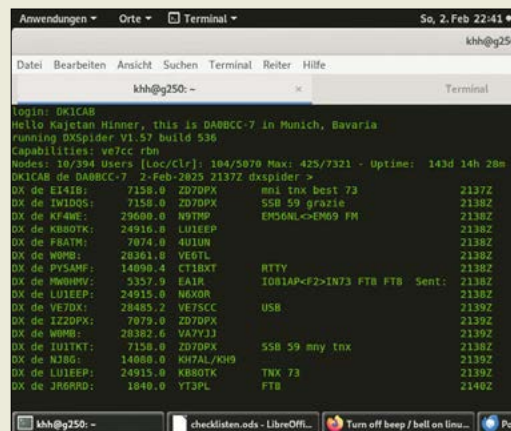 Anwendungen Orte Terminal So, 2. Feb 22:41
khh@g25
Datei Bearbeiten Ansicht Suchen Terminal Reiter Hilfe
khh@g250: ~ × Terminal
login: DK1CAB
Hello Kajetan Hinner, this is DA0BCC-7 in Munich, Bavaria
running DXSpider V1.57 build 536
Capabilities: ve7cc rbn
Nodes: 10/394 Users [Loc/Clr]: 104/5070 Max: 425/7321 - Uptime: 143d 14h 28m
DK1CAB de DA0BCC-7 2-Feb-2025 2137Z dxspider >
DX de EI4IB: 7158.0 ZD7DPX mni tnx best 73 2137Z
DX de IW1DQS: 7158.0 ZD7DPX SSB 59 grazie 2138Z
DX de KF4WE: 29600.0 N9TMP EM56NL<>EM69 FM 2138Z
DX de KB8OTK: 24916.8 LU1EEP 2138Z
DX de F8ATM: 7074.0 4U1UN 2138Z
DX de W0MB: 28361.8 VE6TL 2138Z
DX de PY5AMF: 14090.4 CT1BXT RTTY 2138Z
DX de MW0HMV: 5357.9 EA1R IO81AP<F2>IN73 FT8 FT8 Sent: 2138Z
DX de LU1EEP: 24915.0 N6XOR 2138Z
DX de VE7DX: 28485.2 VE7SCC USB 2139Z
DX de IZ2DPX: 7079.0 ZD7DPX 2139Z
DX de W0MB: 28382.6 VA7YJJ 2139Z
DX de IU1TKT: 7158.0 ZD7DPX SSB 59 mny tnx 2138Z
DX de NJ8G: 14080.0 KH7AL/KH9 2139Z
DX de LU1EEP: 24915.0 KB8OTK TNX 73 2139Z
DX de JR6RRD: 1840.0 YT3PL FT8 2140Z
khh@g250: ~ checklisten.ods - LibreOffi... Turn off beep / bell on linu...